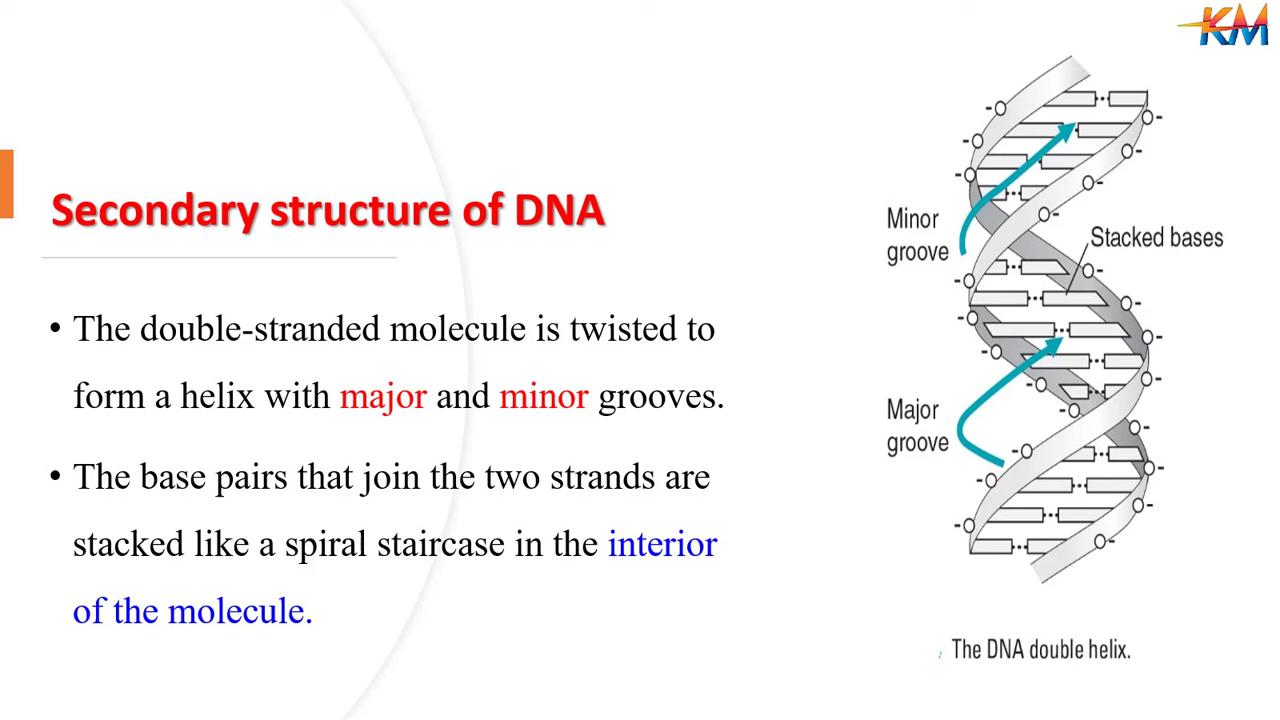 KM
Secondary structure of DNA
• The double-stranded molecule is twisted to
form a helix with major and minor grooves.
• The base pairs that join the two strands are
stacked like a spiral staircase in the interior
of the molecule.
Minor
groove
Stacked bases
Major
groove
The DNA double helix.